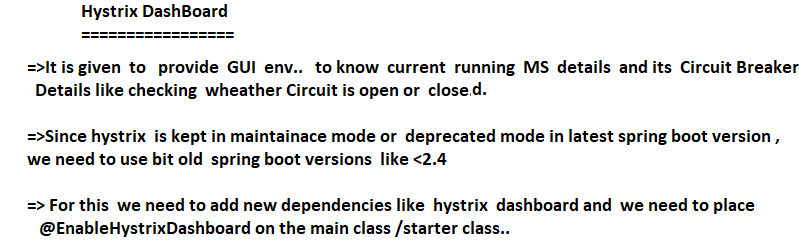 Hystrix DashBoard
=================
=>It is given to provide GUI env.. to know current running MS details and its Circuit Breaker
Details like checking wheather Circuit is open or close.d.
=>Since hystrix is kept in maintainace mode or deprecated mode in latest spring boot version ,
we need to use bit old spring boot versions like <2.4
=> For this we need to add new dependencies like hystrix dashboard and we need to place
@EnableHystrixDashboard on the main class /starter class..